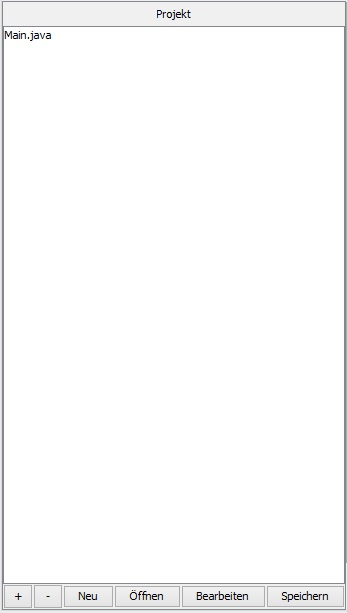 Projekt
Main.java
+ - Neu Öffnen Bearbeiten Speichern